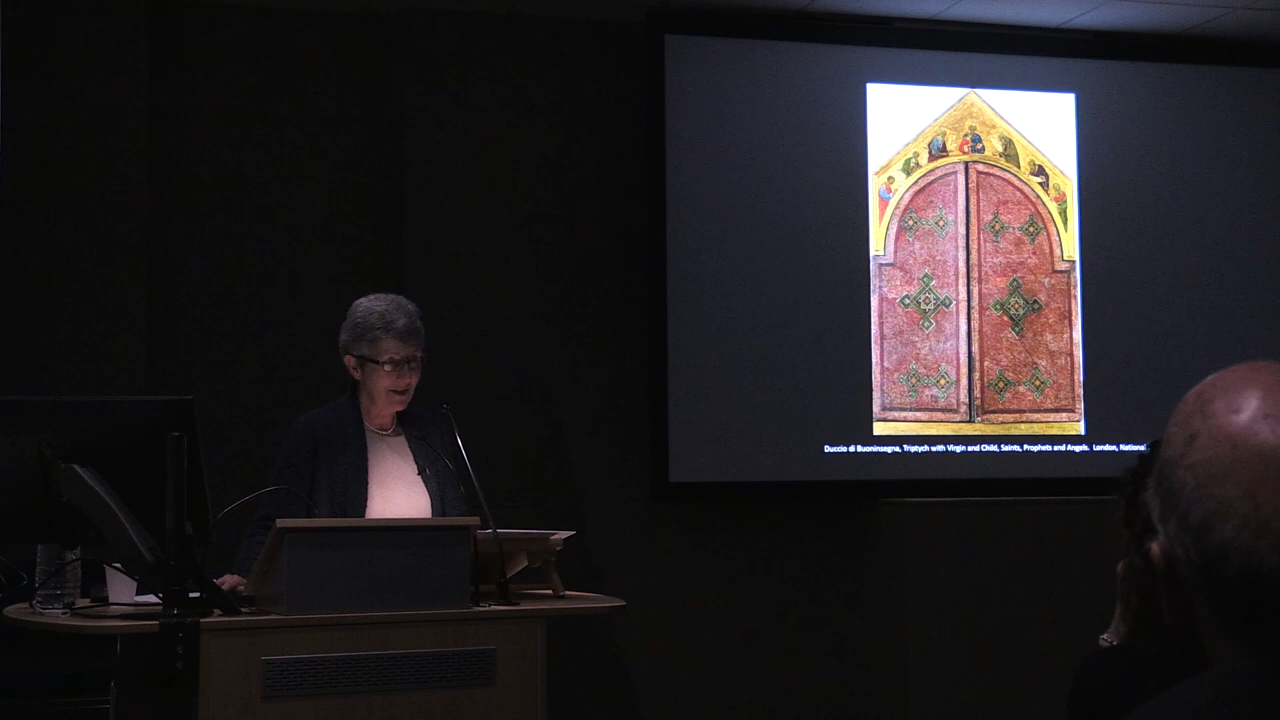 Duccio di Buoninsegna, Triptych with Virgin and Child, Saints, Prophets and Angels. London, National